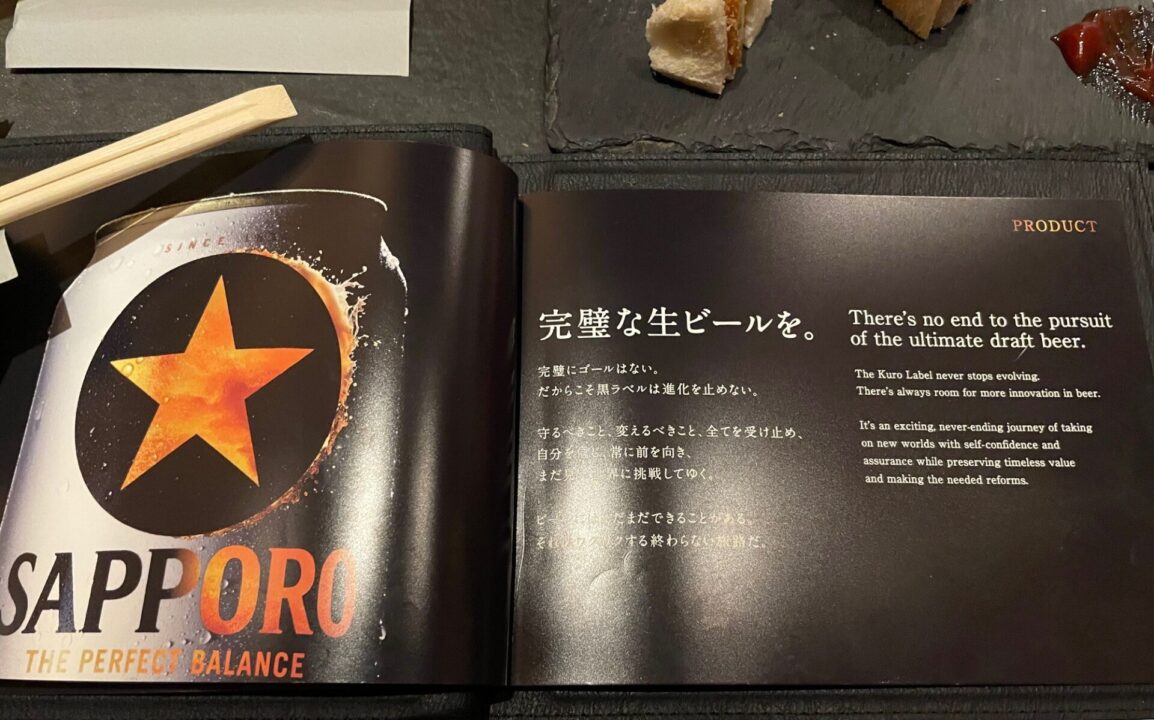 SINCE
SAPPORO
THE PERFECT BALANCE
PRODUCT
完璧な生ビールを。
完璧にゴールはない。
だからこそ黒ラベルは進化を止めない。
守るべきこと、変えるべきこと、全てを受け止め、
自分を信じ、常に前を向き、
まだ界に挑戦してゆく。
だまだできることがある。
する終わらない旅路だ。
There's no end to the pursuit
of the ultimate draft beer.
The Kuro Label never stops evolving.
There's always room for more innovation in beer.
It's an exciting, never-ending journey of taking
on new worlds with self-confidence and
assurance while preserving timeless value
and making the needed reforms.